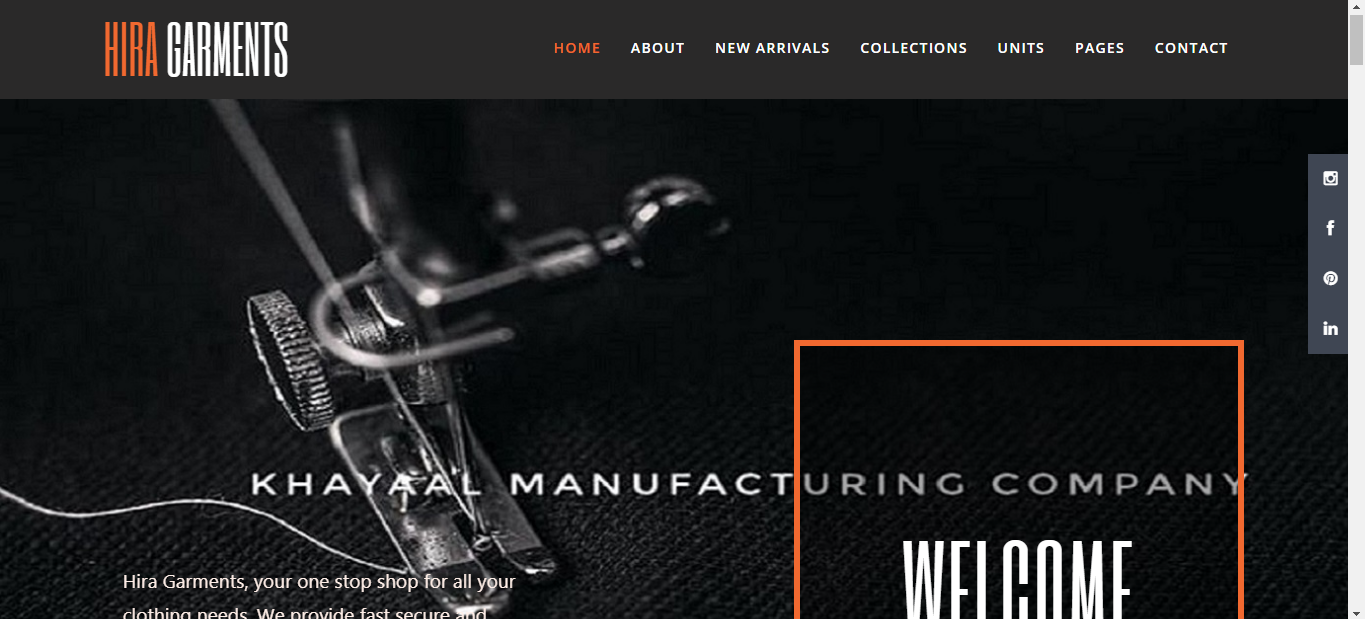 HIRA GARMENTS
HOME ABOUT NEW ARRIVALS COLLECTIONS UNITS PAGES CONTACT
KHAYAAL MANUFACTURING COMPANY
WELCOME
Hira Garments, your one stop shop for all your
clothing needs. We provide fast secure and